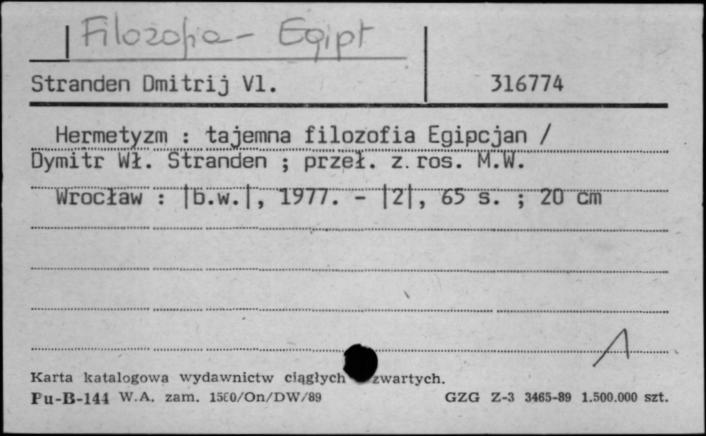 Filozofia - Egipt
Stranden Dmitrij Vl. 316774
Hermetyzm : tajemna filozofia Egipcjan /
Dymitr Wł. Stranden ; przeł. z ros. M.W.
Wrocław : |b.w.|, 1977. - |2|, 65 s. ; 20 cm
Karta katalogowa wydawnictw ciągłych zwartych.
Pu-B-144 W.A. zam. 1560/On/DW/89 GZG Z-3 3465-89 1.500.000 szt.